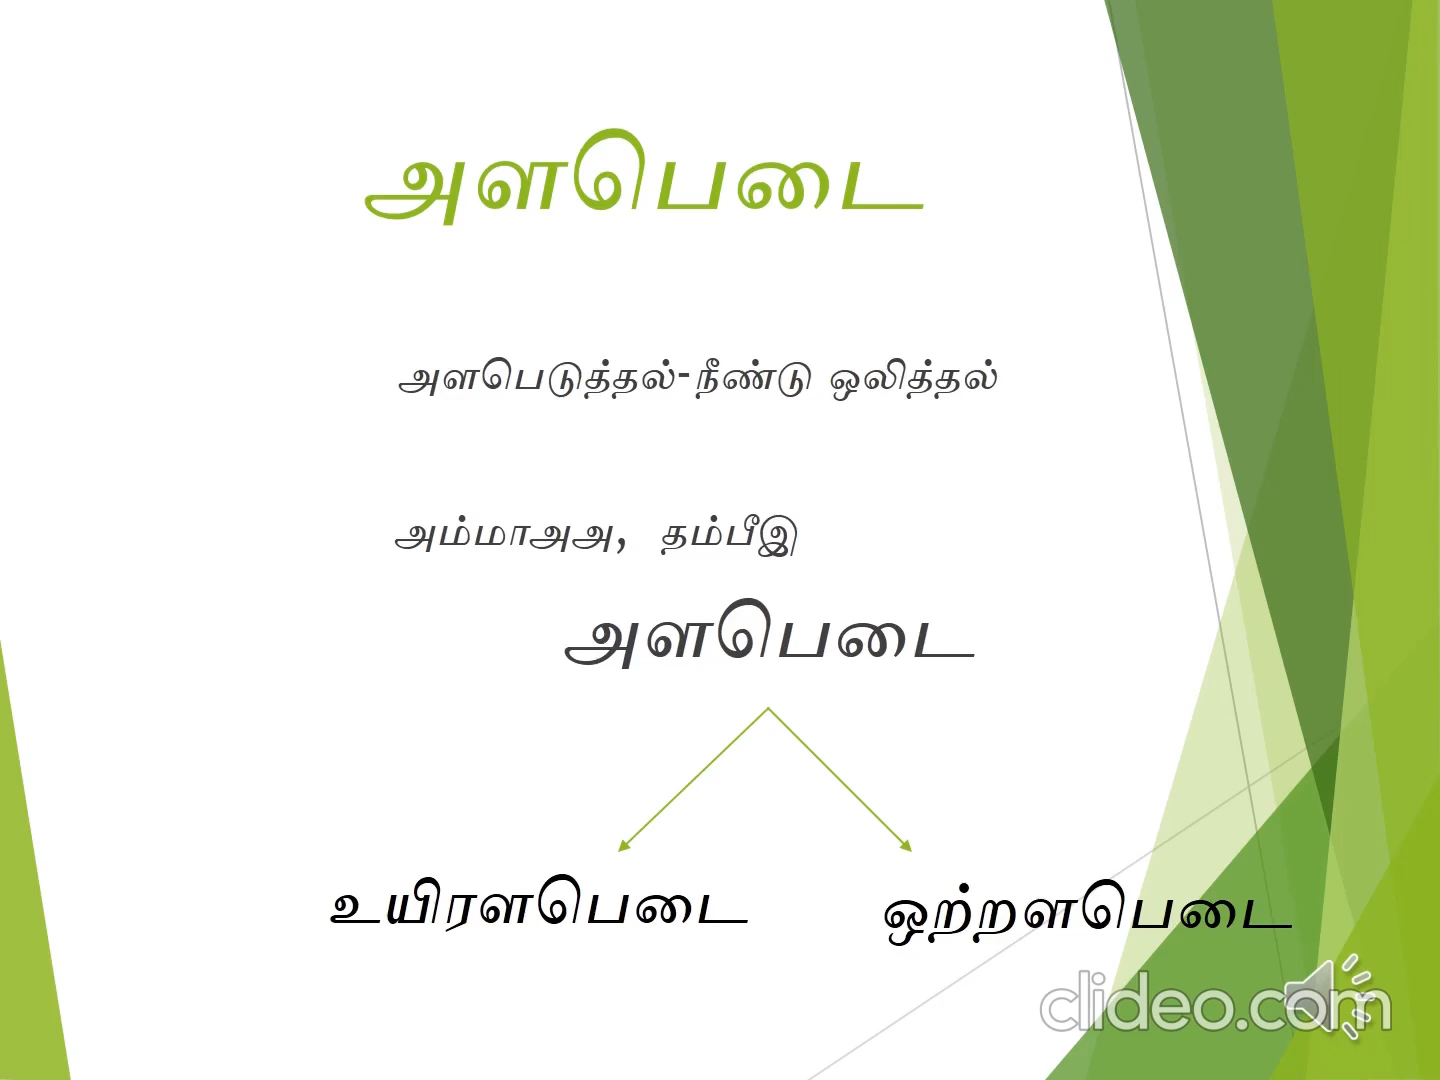 அளபெடை
அளபெடுத்தல்-நீண்டு ஒலித்தல்
அம்மாஅஅ, தம்பீஇ
அளபெடை
உயிரளபெடை ஒற்றளபெடை
clideo.com